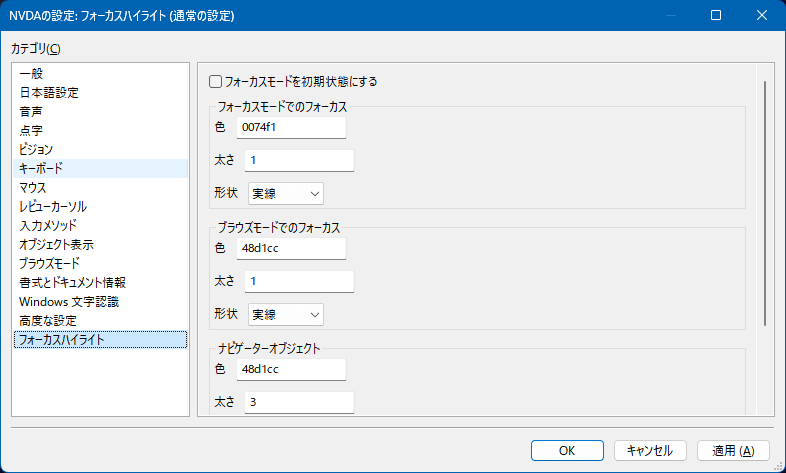 NVDAの設定: フォーカスハイライト (通常の設定)
カテゴリ(C)
一般
日本語設定
音声
点字
ビジョン
キーボード
マウス
レビューカーソル
入力メソッド
オブジェクト表示
ブラウズモード
書式とドキュメント情報
Windows 文字認識
高度な設定
フォーカスハイライト
フォーカスモードを初期状態にする
フォーカスモードでのフォーカス
色 0074f1
太さ 1
形状 実線
ブラウズモードでのフォーカス
色 48d1cc
太さ 1
形状 実線
ナビゲーターオブジェクト
色 48d1cc
太さ 3
OK キャンセル 適用 (A)